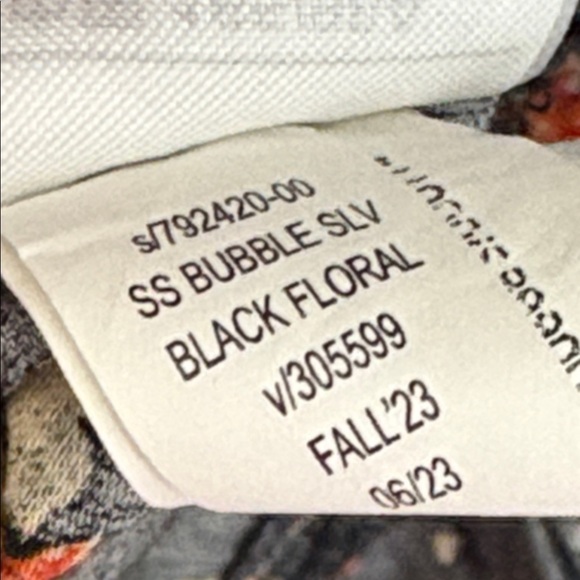 s/792420-00
SS BUBBLE SLV
BLACK FLORAL
v/305599
FALL'23
06/23